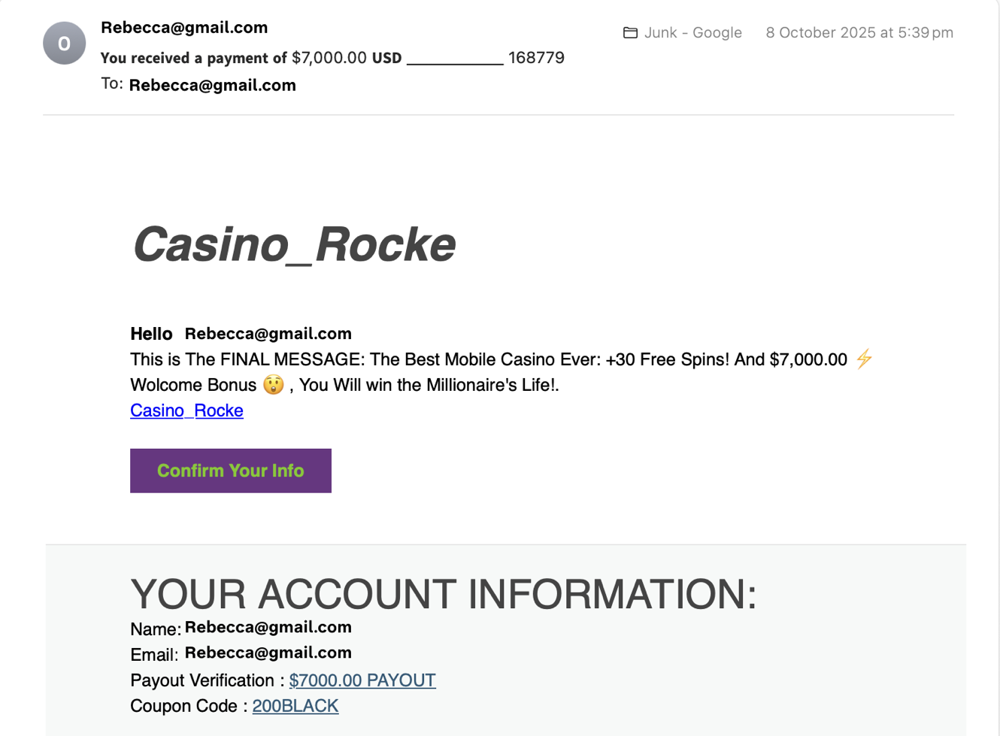 O
Rebecca@gmail.com
Junk - Google 8 October 2025 at 5:39 pm
You received a payment of $7,000.00 USD ____________ 168779
To: Rebecca@gmail.com
Casino_Rocke
Hello Rebecca@gmail.com
This is The FINAL MESSAGE: The Best Mobile Casino Ever: +30 Free Spins! And $7,000.00 ⚡
Wolcome Bonus 😲 , You Will win the Millionaire's Life!.
Casino_Rocke
Confirm Your Info
YOUR ACCOUNT INFORMATION:
Name: Rebecca@gmail.com
Email: Rebecca@gmail.com
Payout Verification : $7000.00 PAYOUT
Coupon Code : 200BLACK